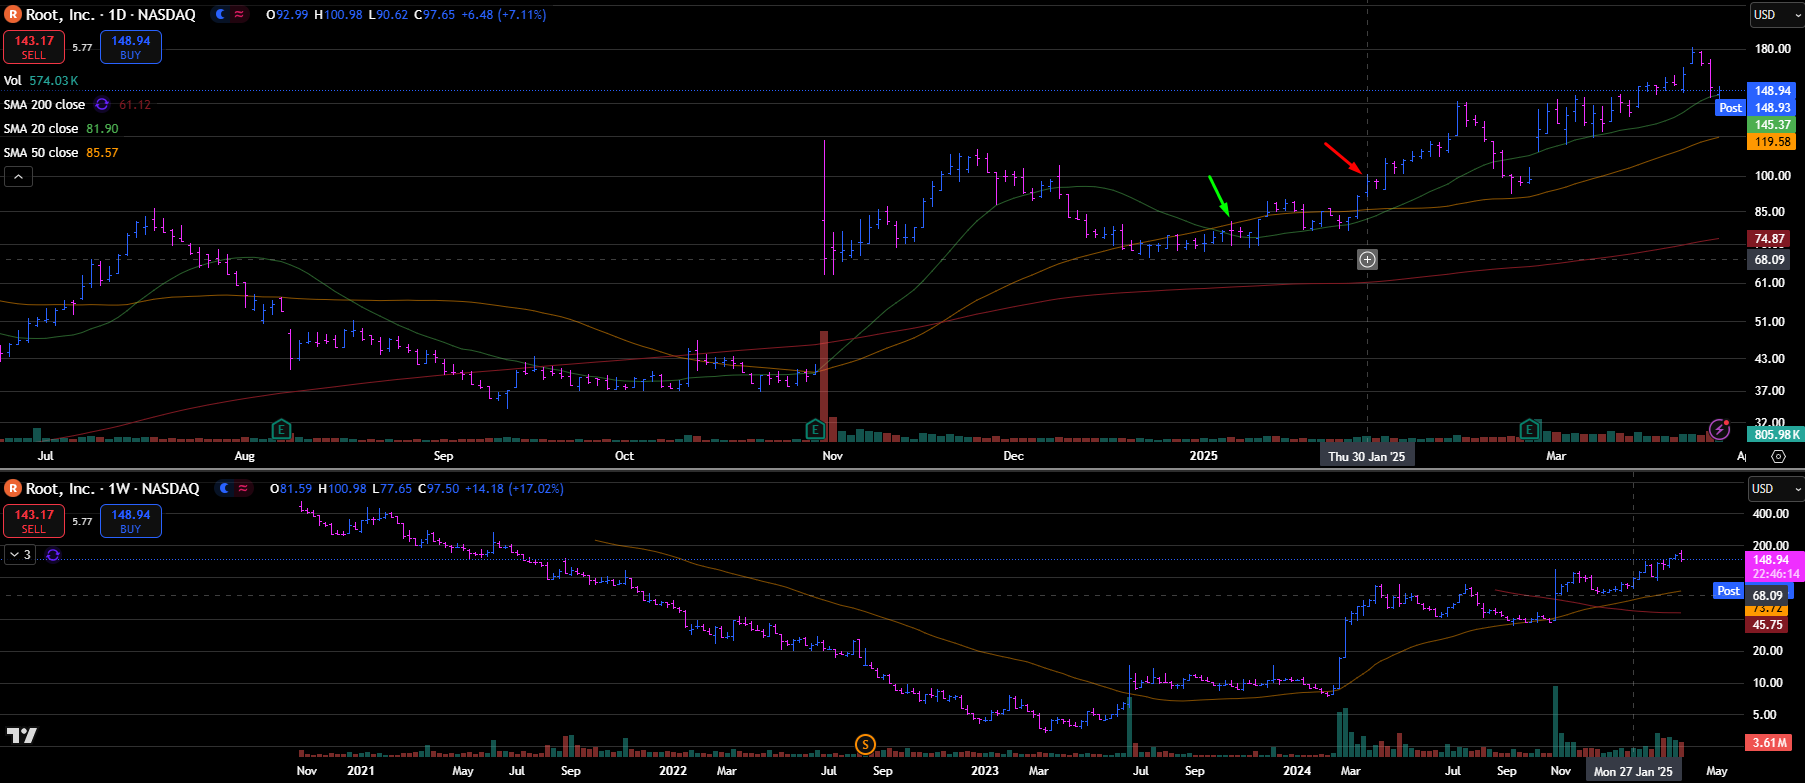 R Root, Inc. · 1D · NASDAQ O92.99 H100.98 L90.62 C97.65 +6.48 (+7.11%)
USD
143.17 SELL 5.77 148.94 BUY
Vol 574.03 K
SMA 200 close 61.12
SMA 20 close 81.90
SMA 50 close 85.57
180.00
148.94
Post 148.93
145.37
119.58
100.00
85.00
74.87
68.09
61.00
51.00
43.00
37.00
32.00
805.98 K
E E E
Jul Aug Sep Oct Nov Dec 2025 Thu 30 Jan '25 Mar
R Root, Inc. · 1W · NASDAQ O81.59 H100.98 L77.65 C97.50 +14.18 (+17.02%)
USD
143.17 SELL 5.77 148.94 BUY
3
400.00
200.00
148.94
22:46:14
Post
68.09
73.72
45.75
20.00
10.00
5.00
3.61 M
S
Nov 2021 May Jul Sep 2022 Mar Jul Sep 2023 Mar Jul Sep 2024 Mar Jul Sep Nov Mon 27 Jan '25 May